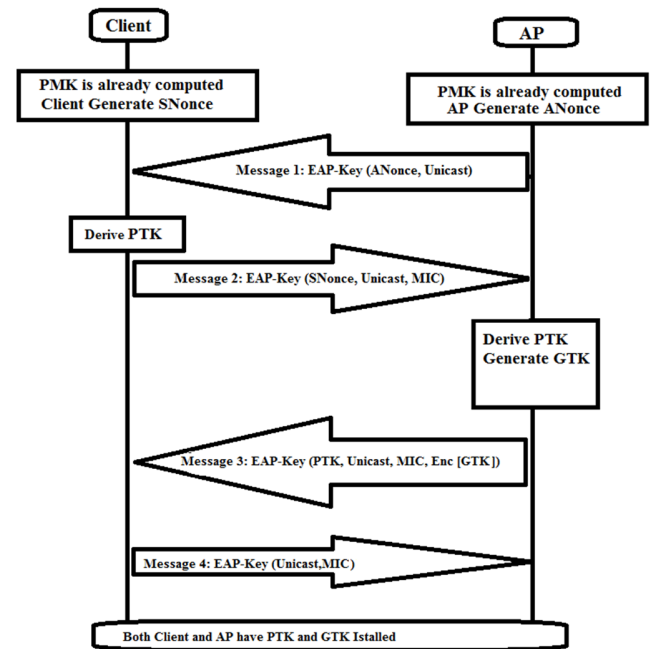 Client
AP
PMK is already computed
Client Generate SNonce
PMK is already computed
AP Generate ANonce
Message 1: EAP-Key (ANonce, Unicast)
Derive PTK
Message 2: EAP-Key (SNonce, Unicast, MIC)
Derive PTK
Generate GTK
Message 3: EAP-Key (PTK, Unicast, MIC, Enc [GTK])
Message 4: EAP-Key (Unicast,MIC)
Both Client and AP have PTK and GTK Istalled